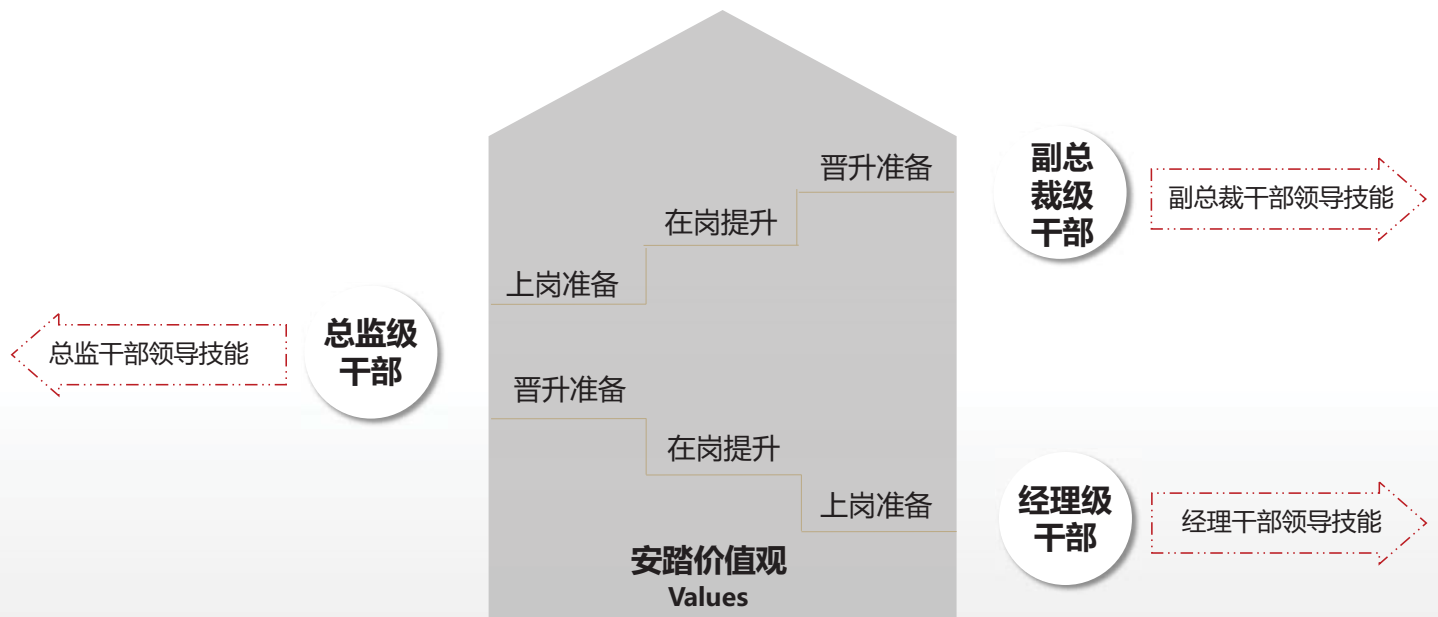 晋升准备
在岗提升
上岗准备
副总
裁级
干部
副总裁干部领导技能
总监干部领导技能
总监级
干部
晋升准备
在岗提升
上岗准备
经理级
干部
经理干部领导技能
安踏价值观
Values